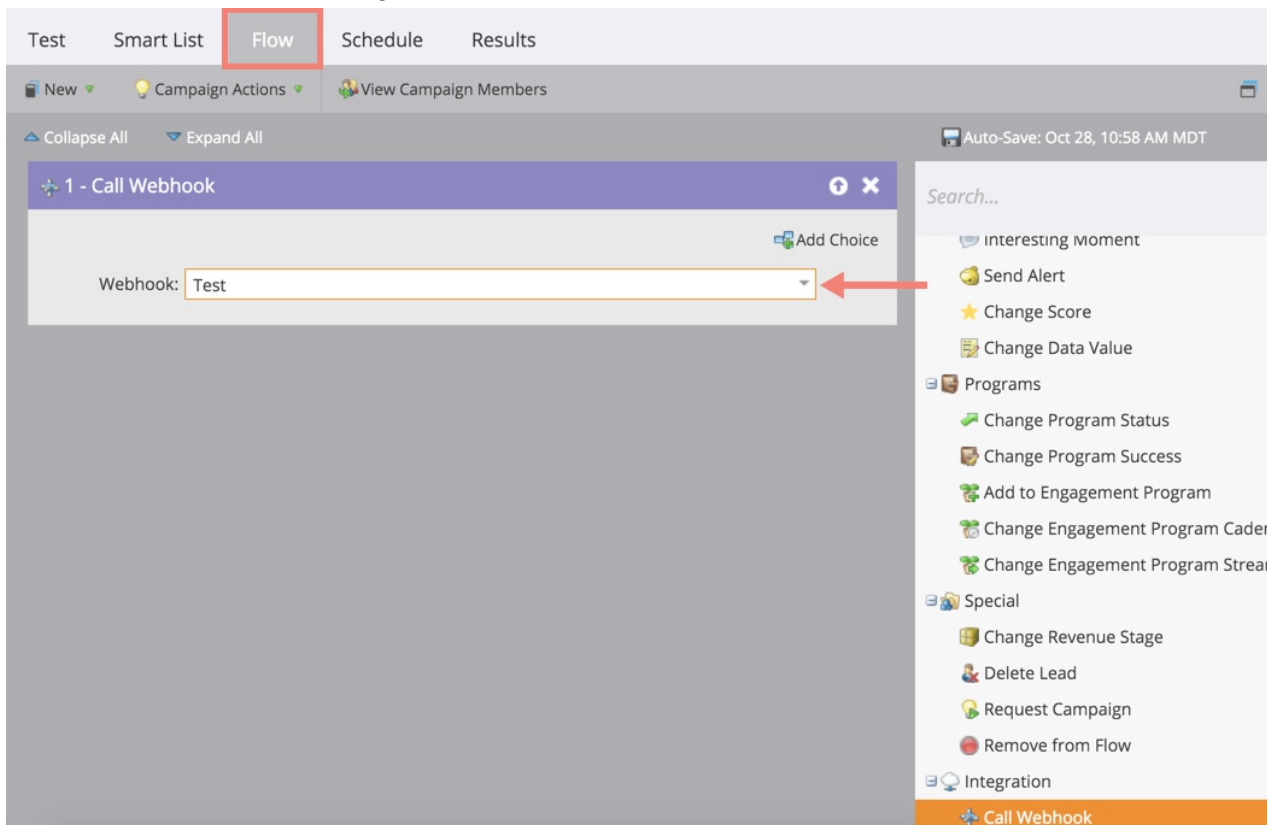 Test Smart List Flow Schedule Results
New Campaign Actions View Campaign Members
Collapse All Expand All
Auto-Save: Oct 28, 10:58 AM MDT
1 - Call Webhook
Add Choice
Webhook: Test
Search...
Interesting Moment
Send Alert
Change Score
Change Data Value
Programs
Change Program Status
Change Program Success
Add to Engagement Program
Change Engagement Program Cader
Change Engagement Program Strear
Special
Change Revenue Stage
Delete Lead
Request Campaign
Remove from Flow
Integration
Call Webhook